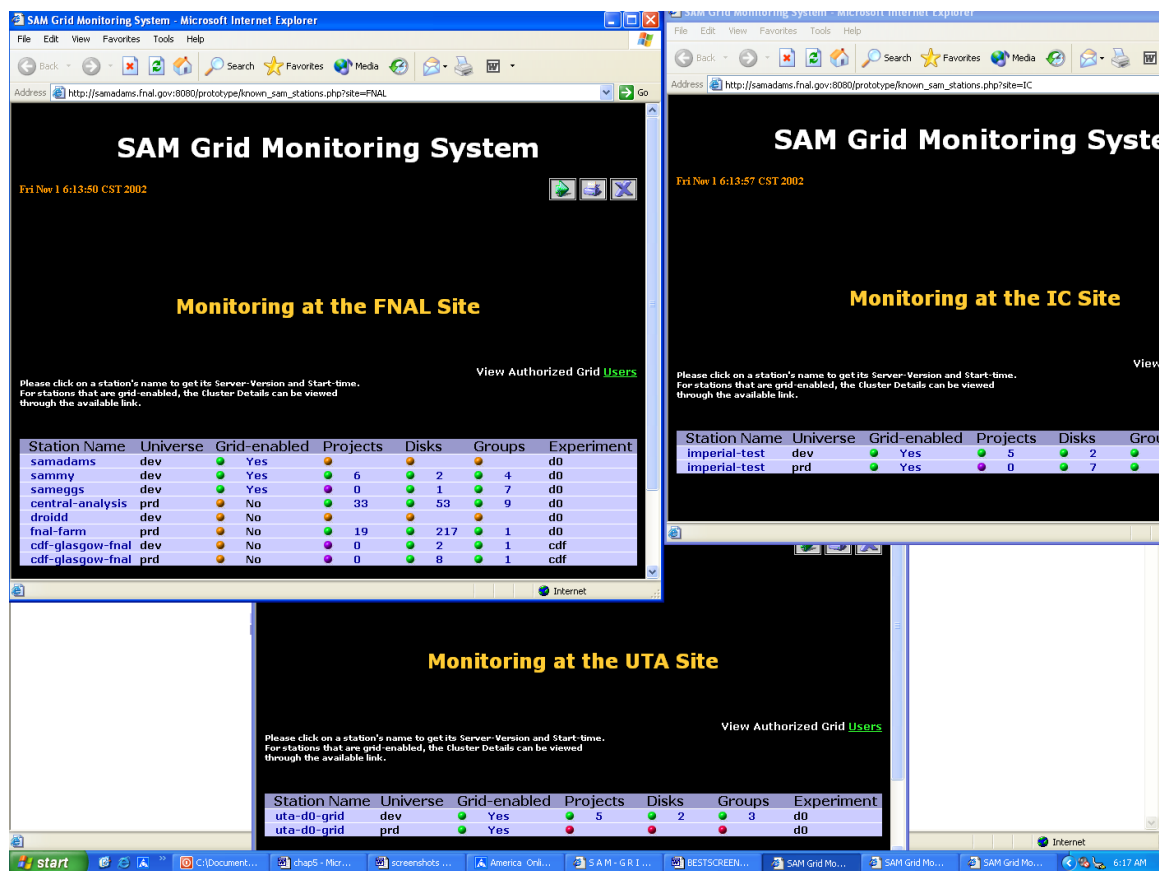 SAM Grid Monitoring System - Microsoft Internet Explorer
File Edit View Favorites Tools Help
Back Search Favorites Media
Address http://samadams.fnal.gov:8080/prototype/known_sam_stations.php?site=FNAL Go
SAM Grid Monitoring System
Fri Nov 1 6:13:50 CST 2002
Monitoring at the FNAL Site
View Authorized Grid Users
Please click on a station's name to get its Server-Version and Start-time.
For stations that are grid-enabled, the Cluster Details can be viewed
through the available link.
Station Name Universe Grid-enabled Projects Disks Groups Experiment
samadams dev Yes d0
sammy dev Yes 6 2 4 d0
sameggs dev Yes 0 1 7 d0
central-analysis prd No 33 53 9 d0
droidd dev No d0
fnal-farm prd No 19 217 1 d0
cdf-glasgow-fnal dev No 0 2 1 cdf
cdf-glasgow-fnal prd No 0 8 1 cdf
Internet
SAM Grid Monitoring System - Microsoft Internet Explorer
File Edit View Favorites Tools Help
Back Search Favorites Media
Address http://samadams.fnal.gov:8080/prototype/known_sam_stations.php?site=IC
SAM Grid Monitoring Syste
Fri Nov 1 6:13:57 CST 2002
Monitoring at the IC Site
View
Please click on a station's name to get its Server-Version and Start-time.
For stations that are grid-enabled, the Cluster Details can be viewed
through the available link.
Station Name Universe Grid-enabled Projects Disks Grou
imperial-test dev Yes 5 2
imperial-test prd Yes 0 7
Monitoring at the UTA Site
View Authorized Grid Users
Please click on a station's name to get its Server-Version and Start-time.
For stations that are grid-enabled, the Cluster Details can be viewed
through the available link.
Station Name Universe Grid-enabled Projects Disks Groups Experiment
uta-d0-grid dev Yes 5 2 3 d0
uta-d0-grid prd Yes d0
Internet
start C:\Document... chap5 - Micr... screenshots ... America Onli... S A M - G R I ... BESTSCREEN... SAM Grid Mo... SAM Grid Mo... SAM Grid Mo... 6:17 AM